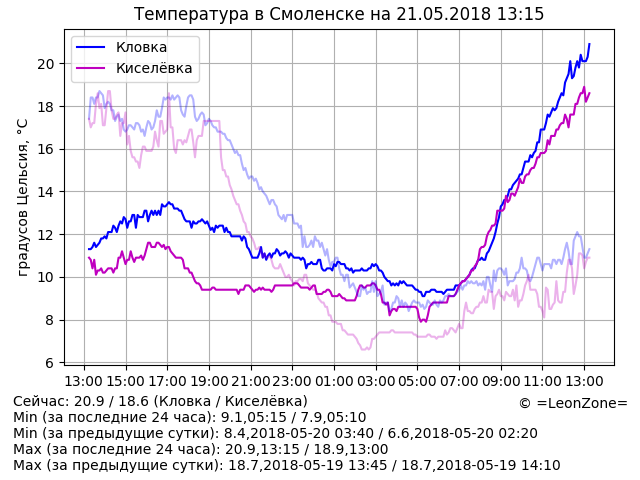 Температура в Смоленске на 21.05.2018 13:15
Кловка
Киселёвка
градусов Цельсия, °C
20
18
16
14
12
10
8
6
13:00 15:00 17:00 19:00 21:00 23:00 01:00 03:00 05:00 07:00 09:00 11:00 13:00
Сейчас: 20.9 / 18.6 (Кловка / Киселёвка)
© =LeonZone=
Min (за последние 24 часа): 9.1,05:15 / 7.9,05:10
Min (за предыдущие сутки): 8.4,2018-05-20 03:40 / 6.6,2018-05-20 02:20
Max (за последние 24 часа): 20.9,13:15 / 18.9,13:00
Max (за предыдущие сутки): 18.7,2018-05-19 13:45 / 18.7,2018-05-19 14:10